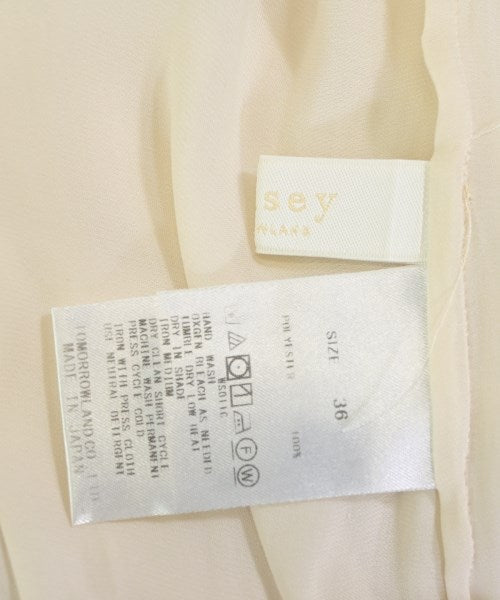 sey
SIZE 36
POLYESTER 100%
W5011C
HAND WASH
OXGEN BLEACH AS NEEDED
TUMBLE DRY LOW HEAT
DRY IN SHADE
IRON MEDIUM
DRY CLEAN SHORT CYCLE
MACHINE WASH PERMANENT
PRESS CYCLE COLD
IRON WITH PRESS CLOTH
USE NEUTRAL DETERGENT
TOMORROWLAND CO.,LTD.
MADE IN JAPAN